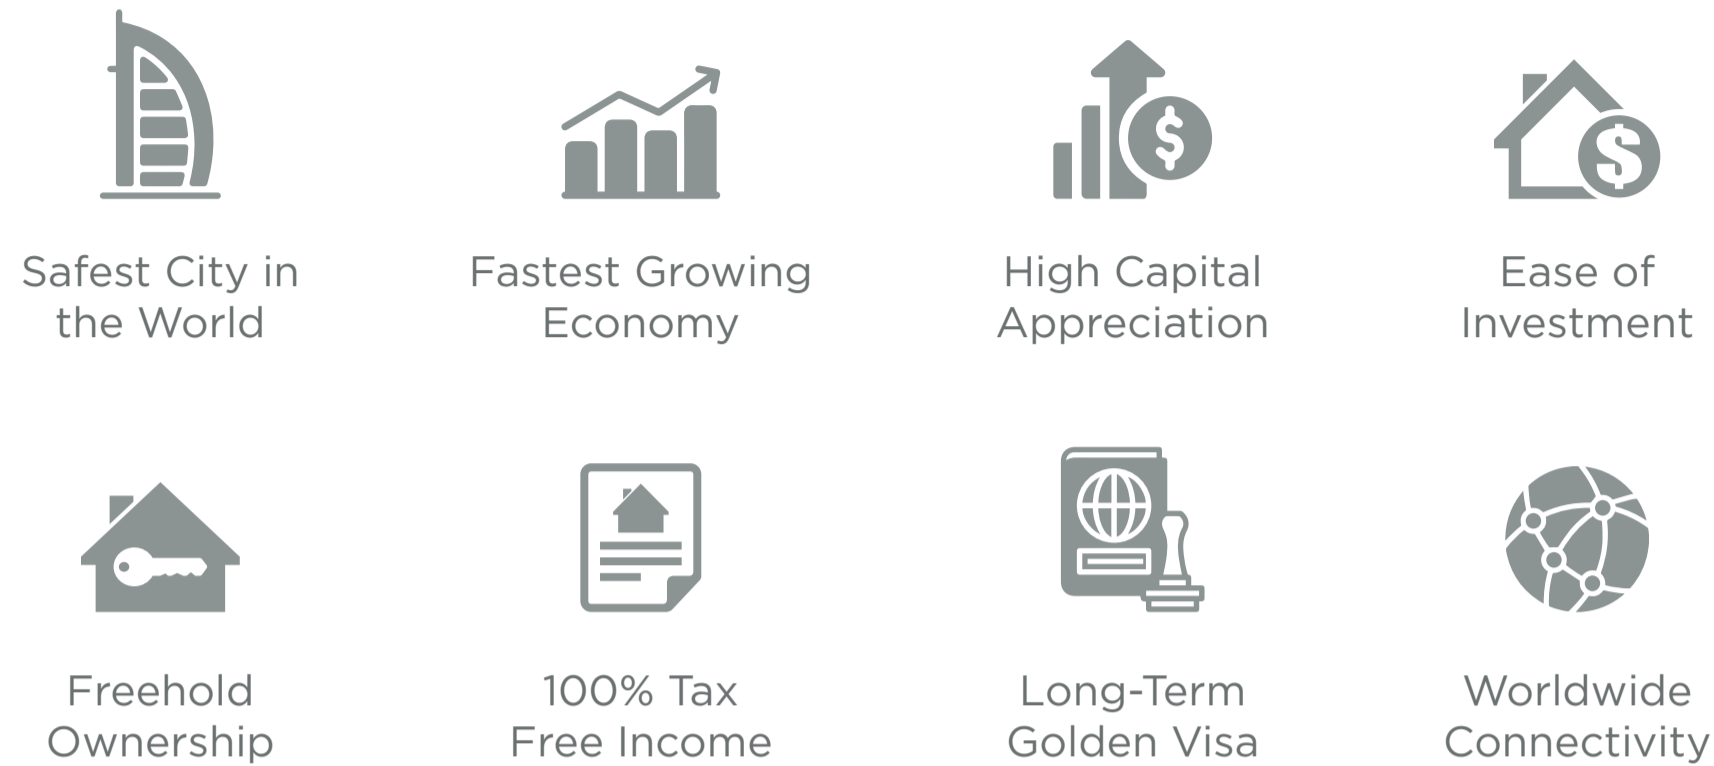 Safest City in
the World
Fastest Growing
Economy
High Capital
Appreciation
Ease of
Investment
Freehold
Ownership
100% Tax
Free Income
Long-Term
Golden Visa
Worldwide
Connectivity